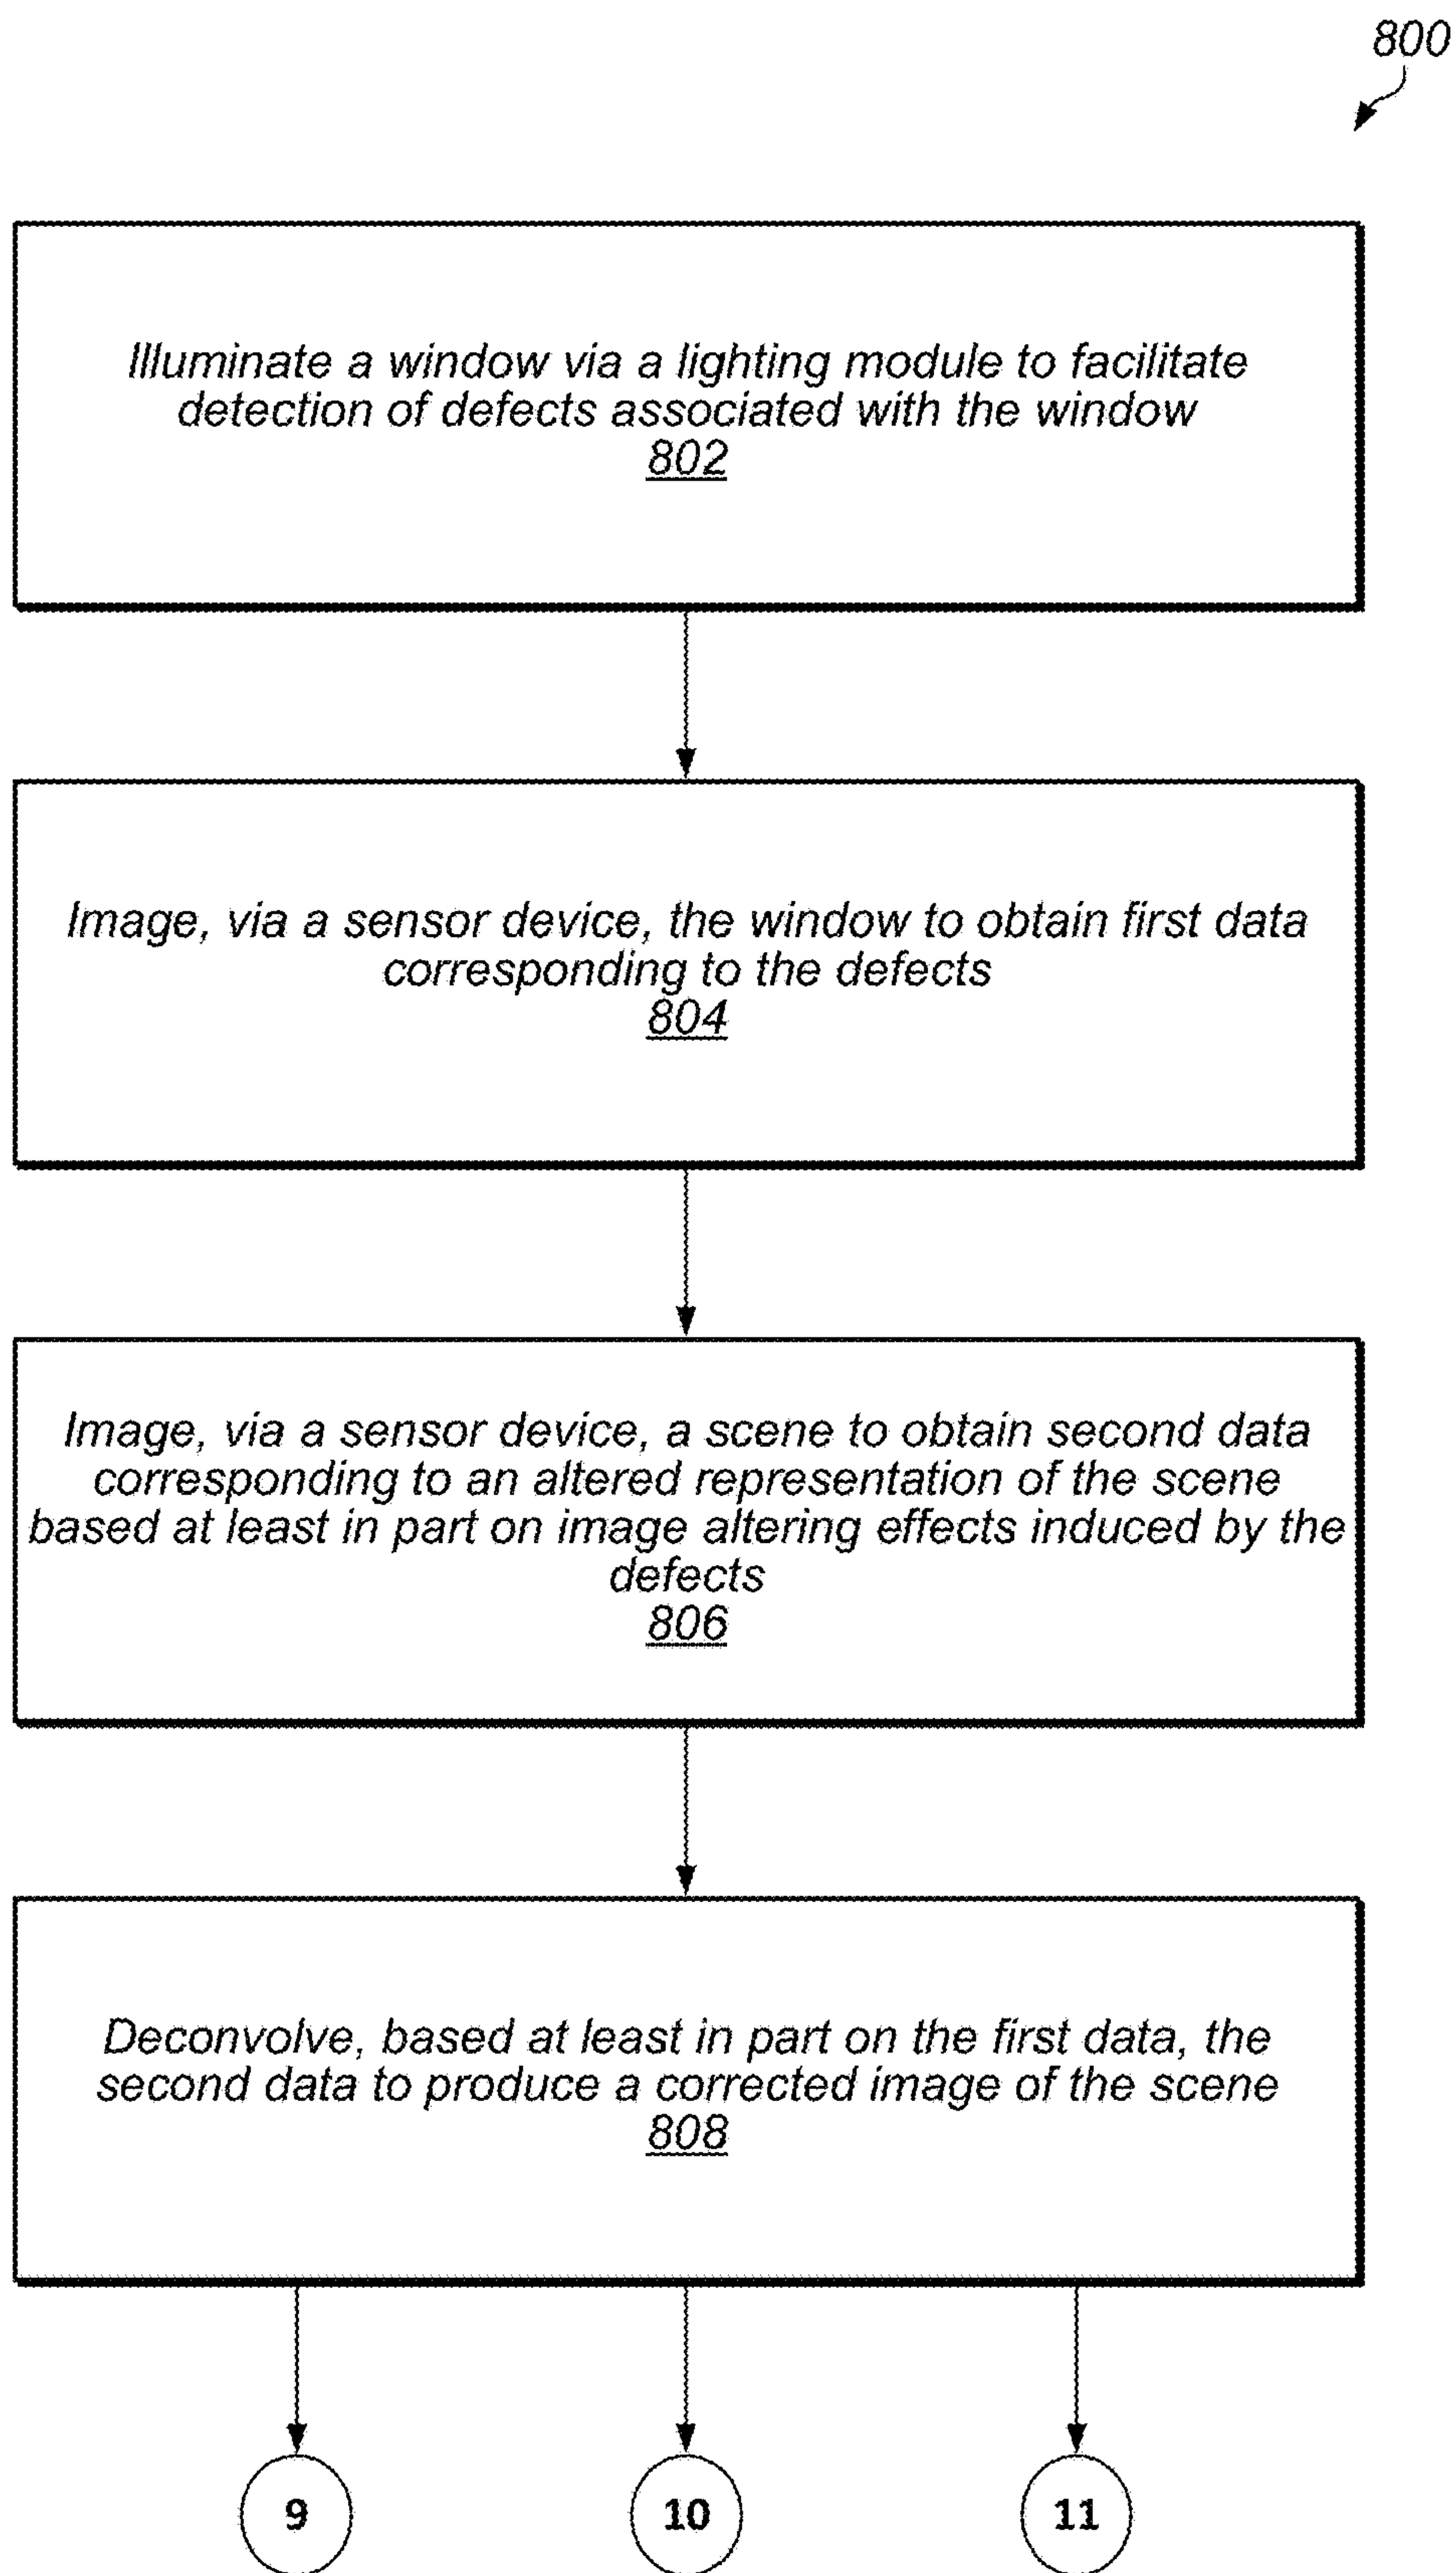 800
Illuminate a window via a lighting module to facilitate
detection of defects associated with the window
802
Image, via a sensor device, the window to obtain first data
corresponding to the defects
804
Image, via a sensor device, a scene to obtain second data
corresponding to an altered representation of the scene
based at least in part on image altering effects induced by the
defects
806
Deconvolve, based at least in part on the first data, the
second data to produce a corrected image of the scene
808
9
10
11